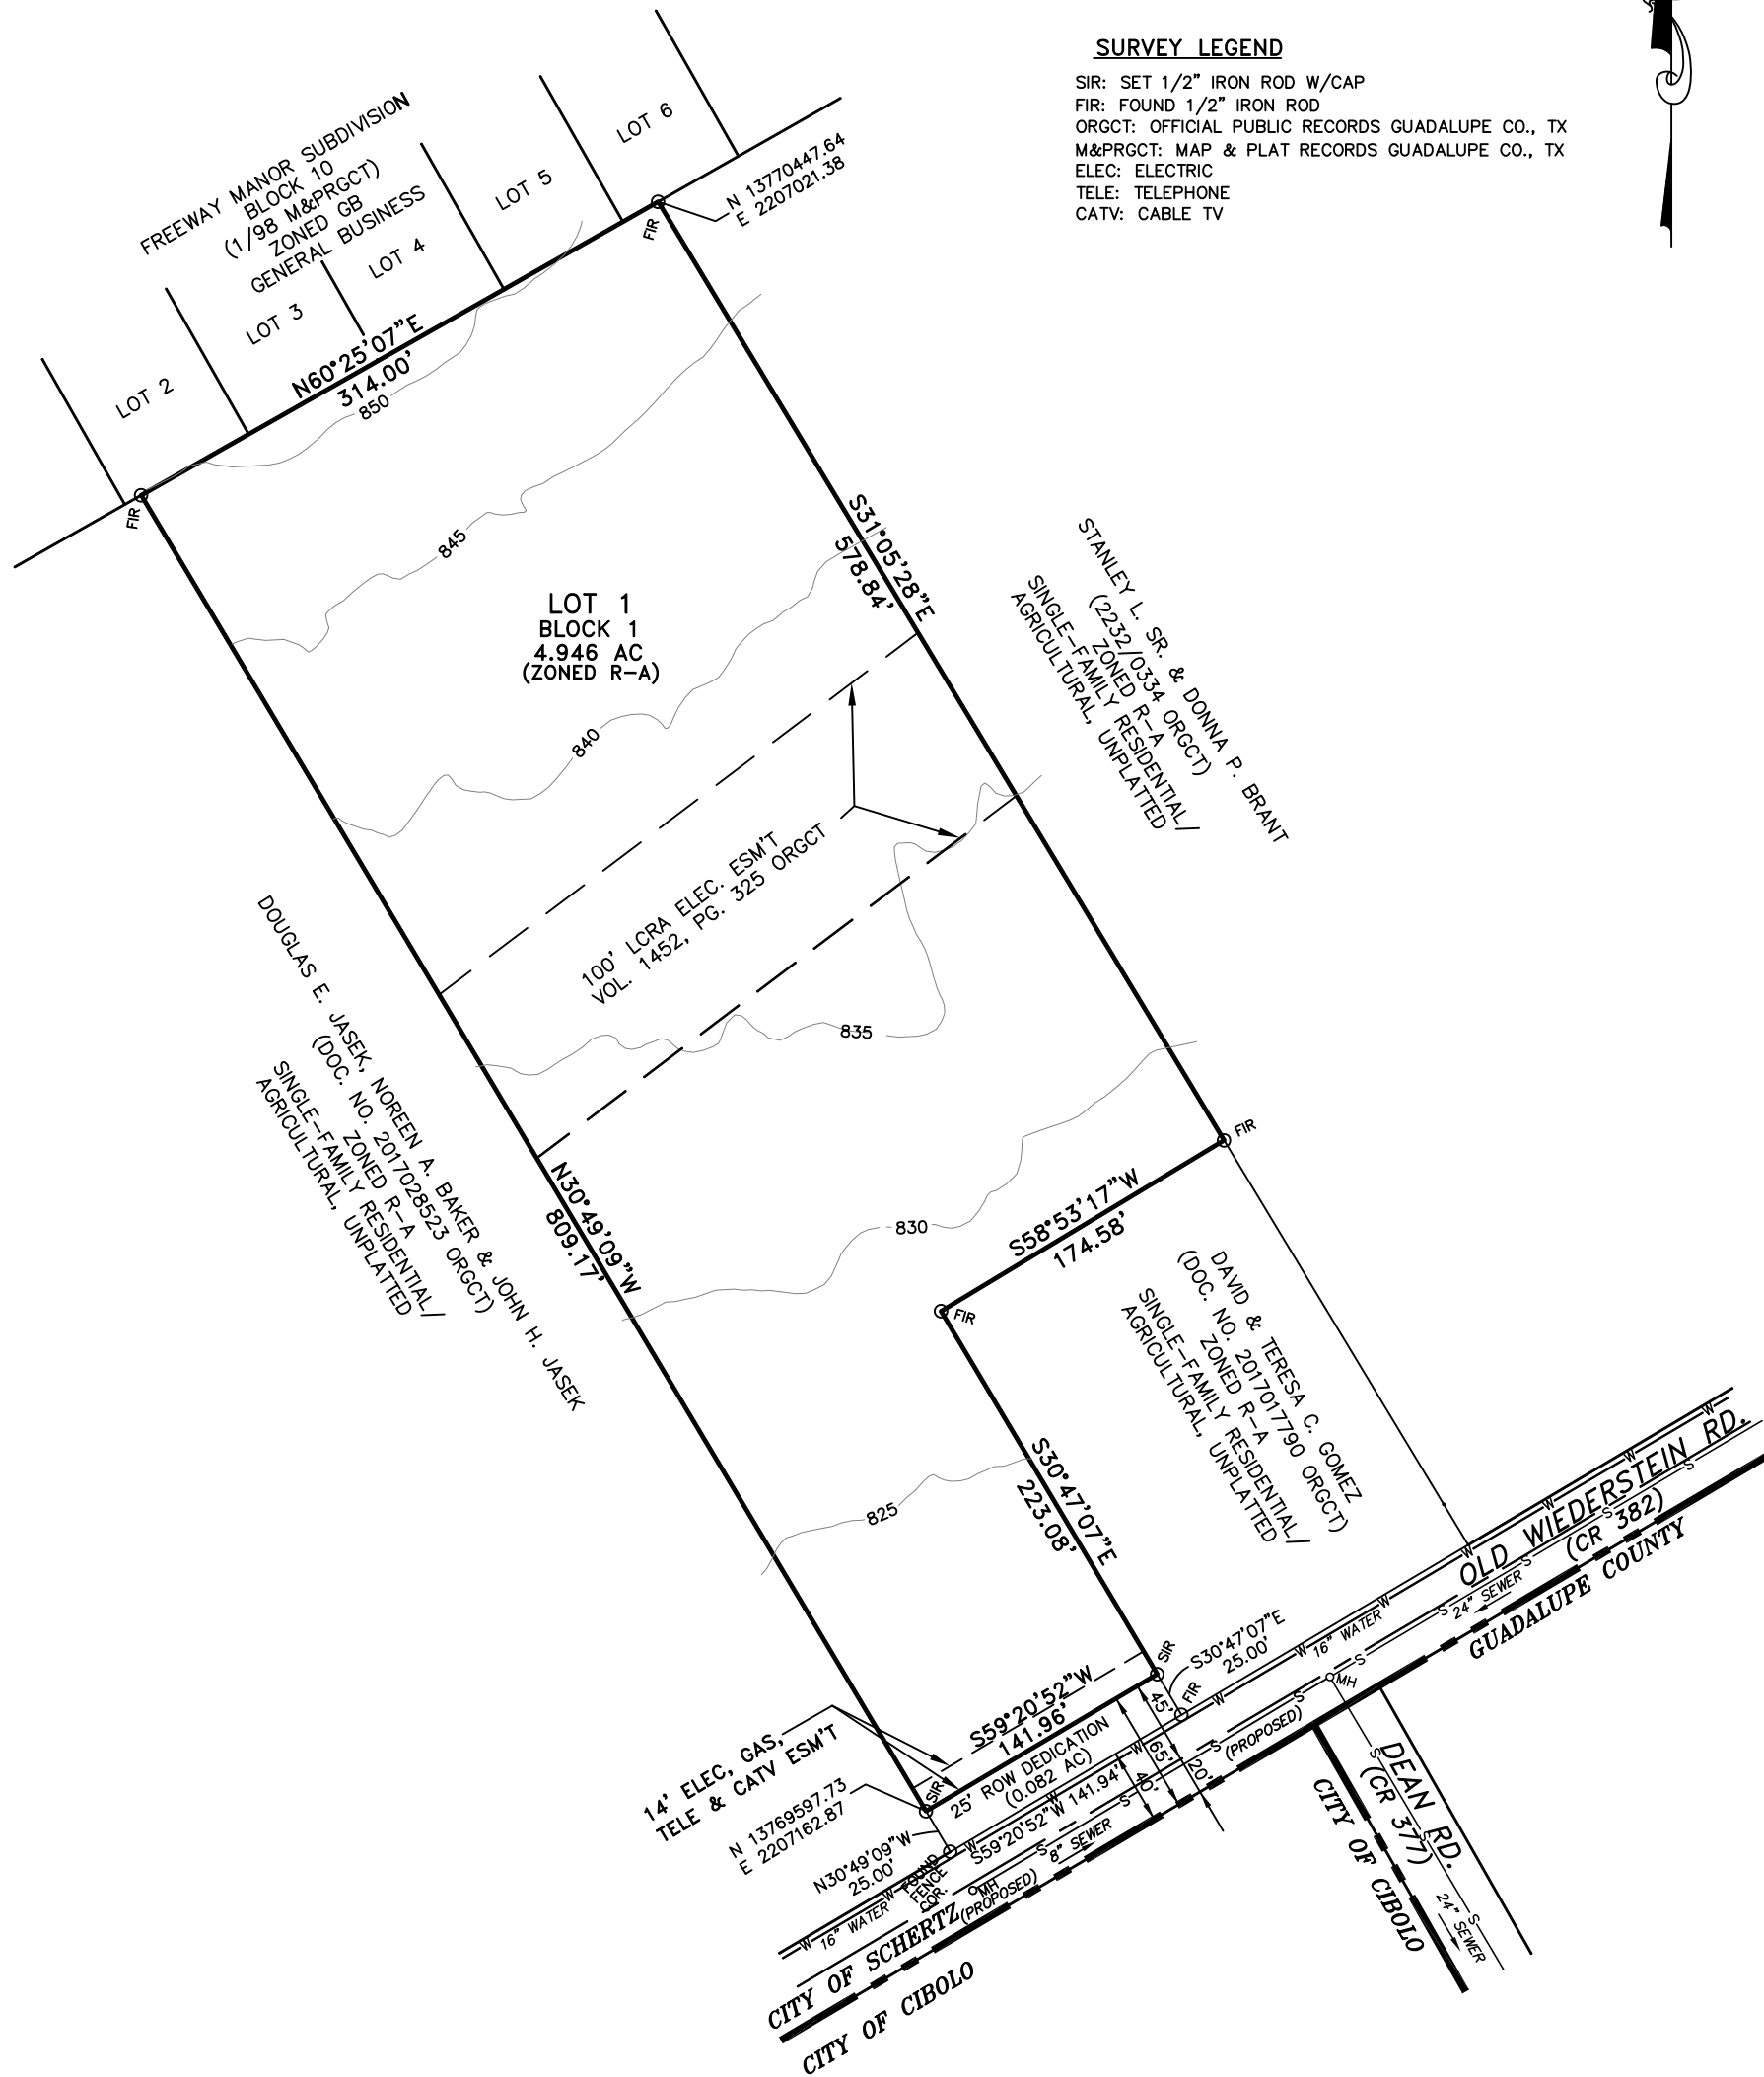 SURVEY LEGEND
SIR: SET 1/2" IRON ROD W/CAP
FIR: FOUND 1/2" IRON ROD
ORGCT: OFFICIAL PUBLIC RECORDS GUADALUPE CO., TX
M&PRGCT: MAP & PLAT RECORDS GUADALUPE CO., TX
ELEC: ELECTRIC
TELE: TELEPHONE
CATV: CABLE TV
FREEWAY MANOR SUBDIVISION
BLOCK 10
(1/98 M&PRGCT)
ZONED GB
GENERAL BUSINESS
LOT 2
LOT 3
LOT 4
LOT 5
LOT 6
N 13770447.64
E 2207021.38
FIR
FIR
N60°25'07"E
314.00'
850
845
840
835
830
825
LOT 1
BLOCK 1
4.946 AC
(ZONED R-A)
S31°05'28"E
578.84'
STANLEY L. SR. & DONNA P. BRANT
(2232/0334 ORGCT)
ZONED R-A
SINGLE-FAMILY RESIDENTIAL/
AGRICULTURAL, UNPLATTED
100' LCRA ELEC. ESM'T
VOL. 1452, PG. 325 ORGCT
DOUGLAS E. JASEK, NOREEN A. BAKER & JOHN H. JASEK
(DOC. NO. 2017028523 ORGCT)
ZONED R-A
SINGLE-FAMILY RESIDENTIAL/
AGRICULTURAL, UNPLATTED
N30°49'09"W
809.17'
FIR
S58°53'17"W
174.58'
FIR
DAVID & TERESA C. GOMEZ
(DOC. NO. 2017017790 ORGCT)
ZONED R-A
SINGLE-FAMILY RESIDENTIAL/
AGRICULTURAL, UNPLATTED
S30°47'07"E
223.08'
SIR
S30°47'07"E
25.00'
FIR
S59°20'52"W
141.96'
14' ELEC, GAS,
TELE & CATV ESM'T
SIR
25' ROW DEDICATION
(0.082 AC)
45'
65'
40'
20'
N 13769597.73
E 2207162.87
N30°49'09"W
25.00'
FOUND
FENCE
COR.
S59°20'52"W 141.94'
8" SEWER
(PROPOSED)
MH
16" WATER
W
S
16" WATER
24" SEWER
(PROPOSED)
MH
OLD WIEDERSTEIN RD.
(CR 382)
GUADALUPE COUNTY
DEAN RD.
(CR 377)
24" SEWER
CITY OF CIBOLO
CITY OF SCHERTZ
CITY OF CIBOLO